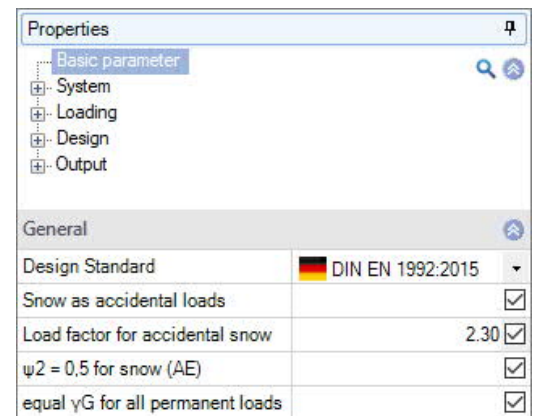 Properties
Basic parameter
System
Loading
Design
Output
General
Design Standard DIN EN 1992:2015
Snow as accidental loads
Load factor for accidental snow 2.30
ψ2 = 0,5 for snow (AE)
equal γG for all permanent loads